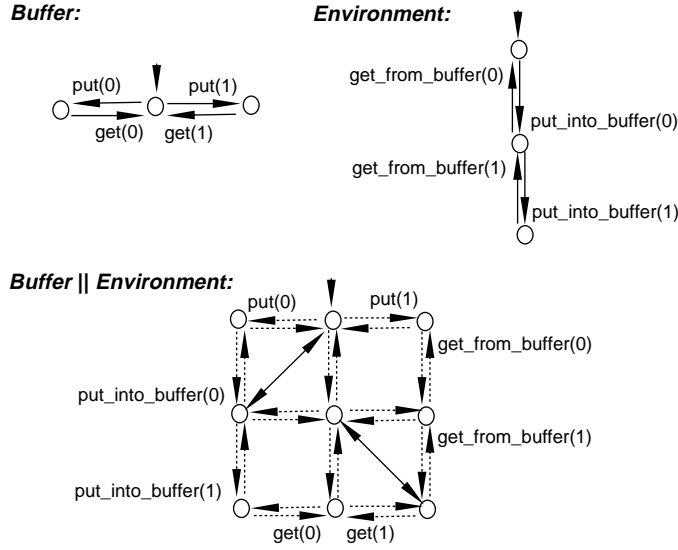 Buffer:
Environment:
put(0)
put(1)
get(0)
get(1)
get_from_buffer(0)
put_into_buffer(0)
get_from_buffer(1)
put_into_buffer(1)
Buffer || Environment:
put(0)
put(1)
get_from_buffer(0)
put_into_buffer(0)
get_from_buffer(1)
put_into_buffer(1)
get(0)
get(1)